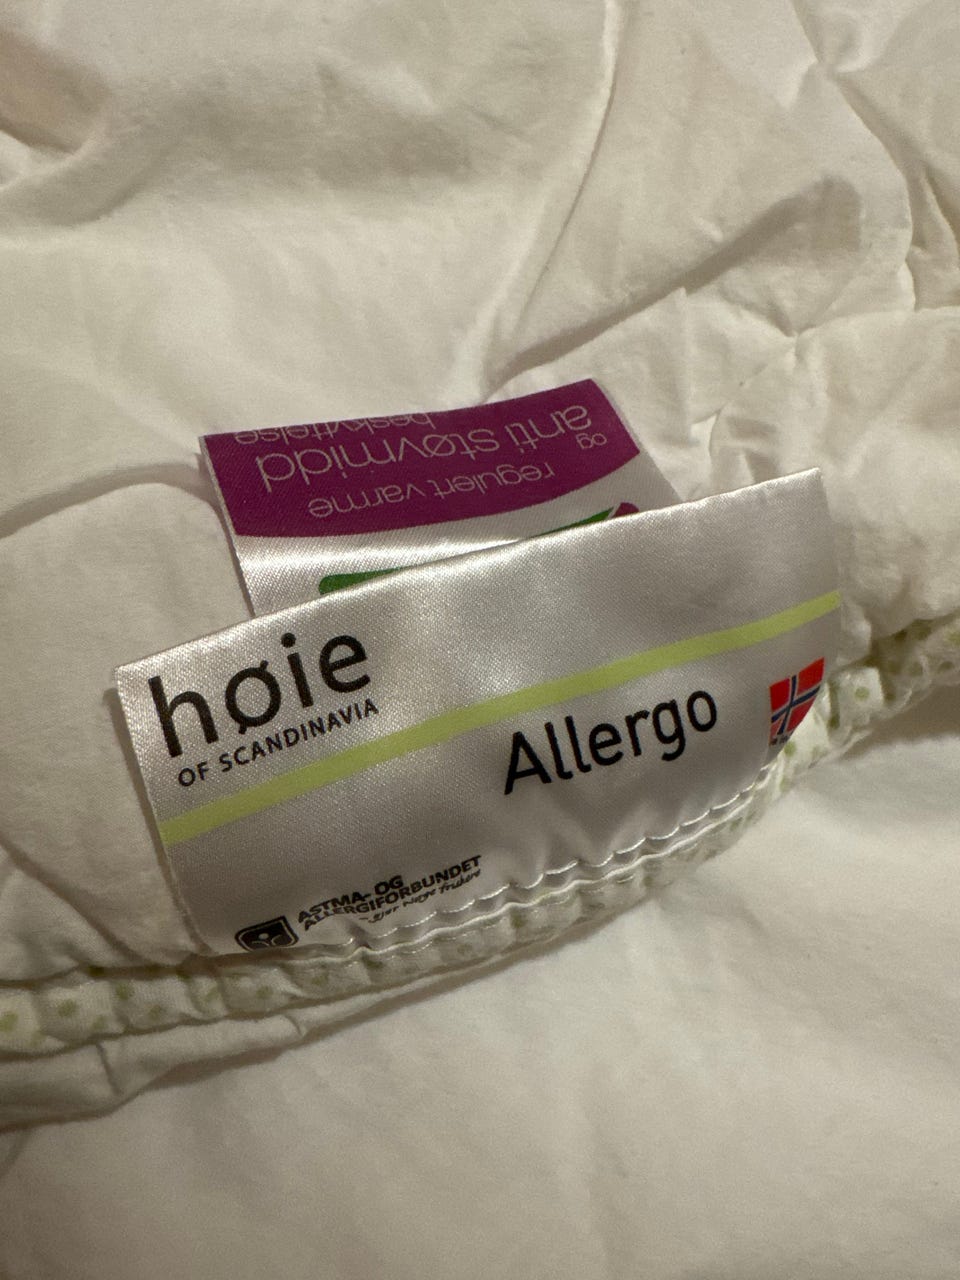 høie
OF SCANDINAVIA
Allergo
ASTMA- OG
ALLERGIFORBUNDET
regulert varme
og
anti støvmidd
beskyttelse